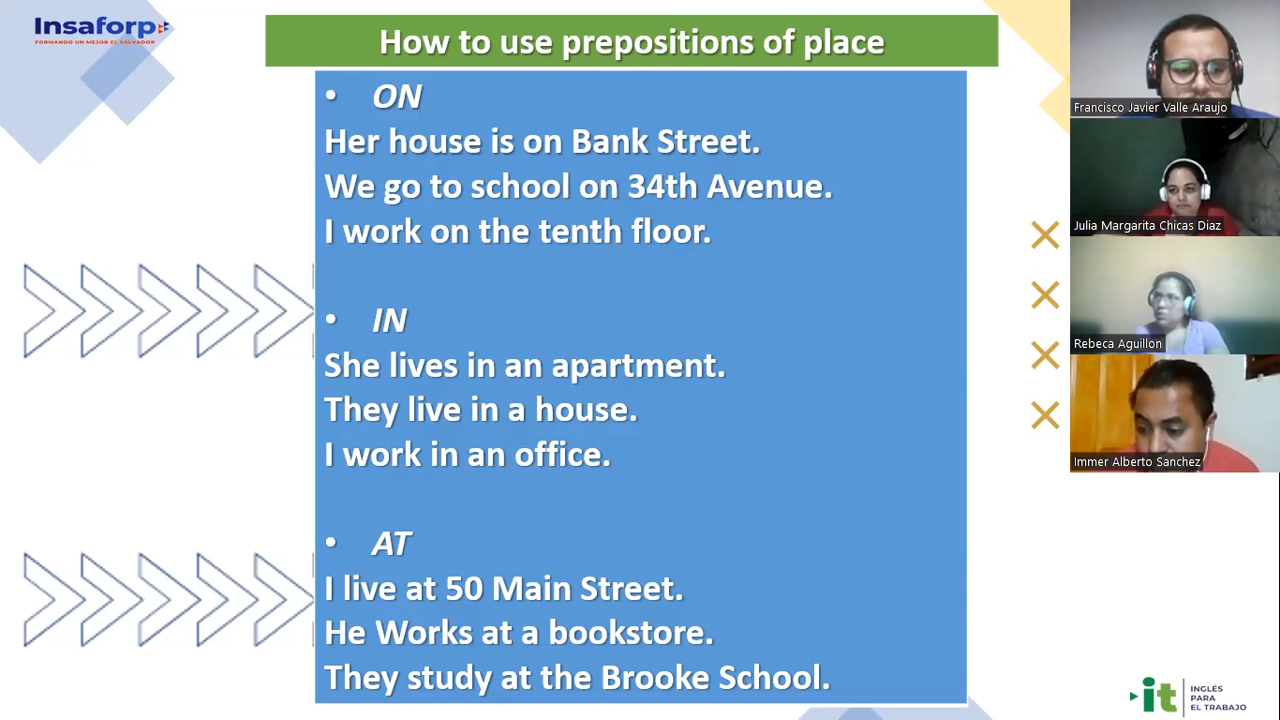 Insaforp
FORMANDO UN MEJOR EL SALVADOR
How to use prepositions of place
• ON
Her house is on Bank Street.
We go to school on 34th Avenue.
I work on the tenth floor.
• IN
She lives in an apartment.
They live in a house.
I work in an office.
• AT
I live at 50 Main Street.
He Works at a bookstore.
They study at the Brooke School.
Francisco Javier Valle Araujo
Julia Margarita Chicas Diaz
Rebeca Aguillon
Immer Alberto Sanchez
it
INGLÉS
PARA
EL TRABAJO